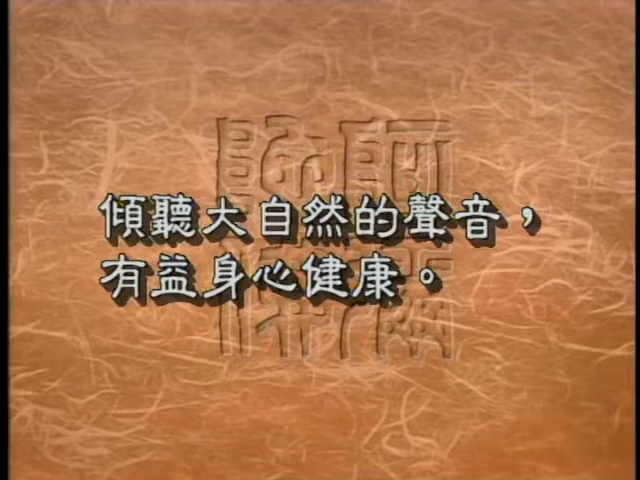 傾聽大自然的聲音，
有益身心健康。